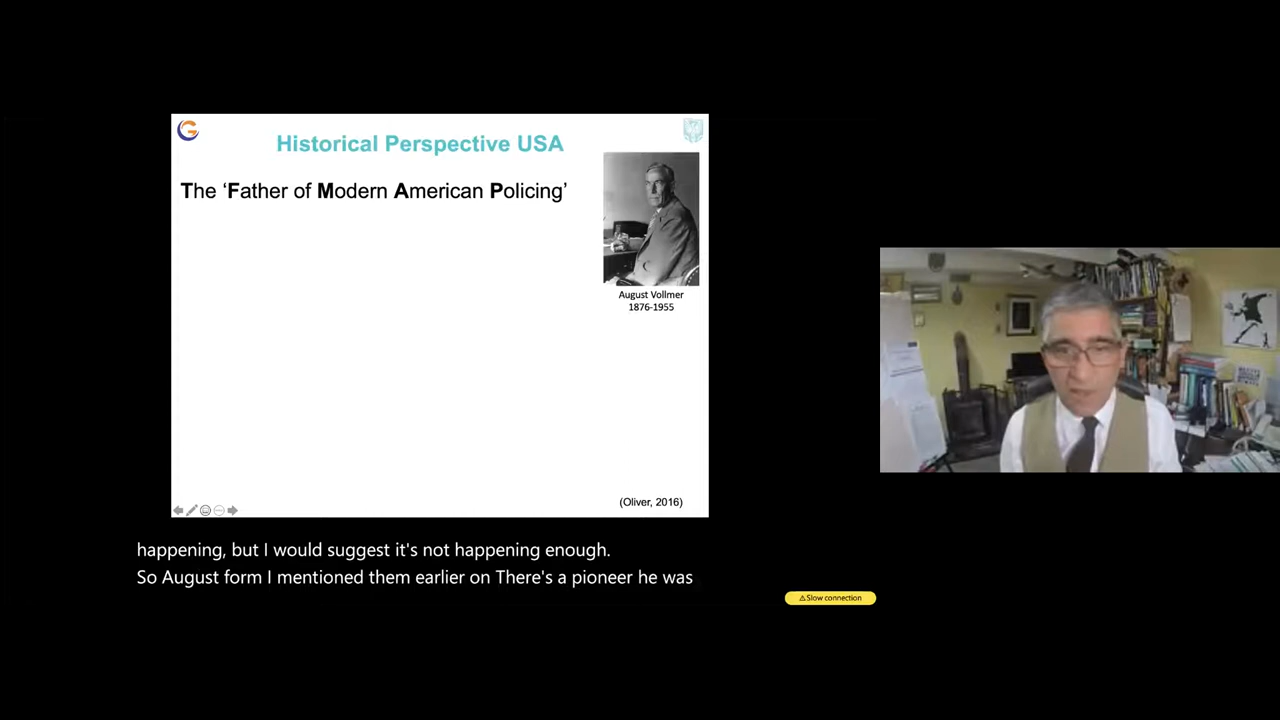 Historical Perspective USA
The ‘Father of Modern American Policing’
August Vollmer
1876-1955
(Oliver, 2016)
happening, but I would suggest it's not happening enough.
So August form I mentioned them earlier on There's a pioneer he was
⚠Slow connection